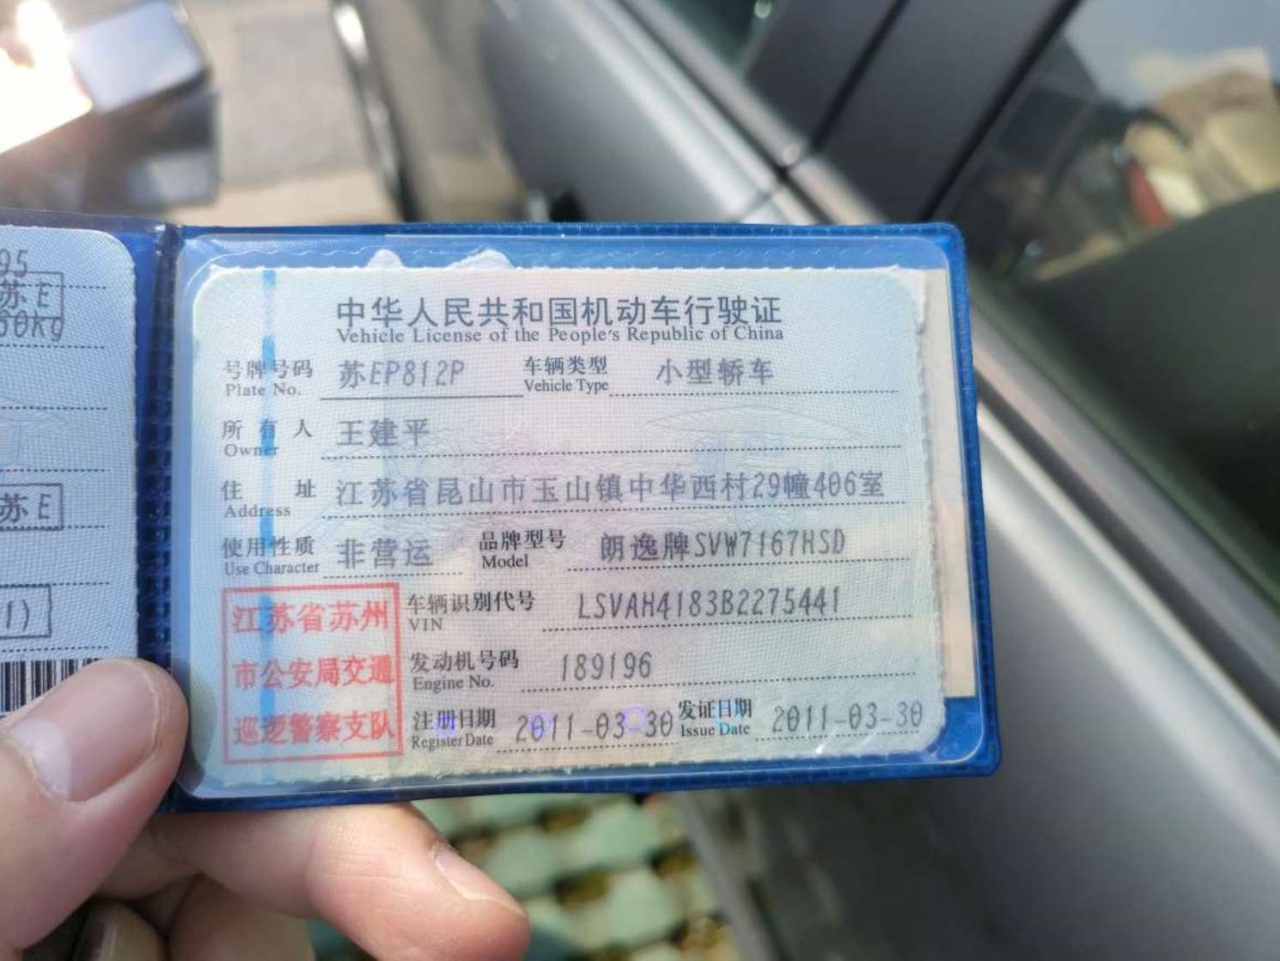 95
苏E
60kg
苏E
1)
中华人民共和国机动车行驶证
Vehicle License of the People's Republic of China
号牌号码 苏EP812P 车辆类型 小型轿车
Plate No. Vehicle Type
所有人 王建平
Owner
住址 江苏省昆山市玉山镇中华西村29幢406室
Address
使用性质 非营运 品牌型号 朗逸牌SVW7167HSD
Use Character Model
江苏省苏州
市公安局交通
巡逻警察支队
车辆识别代号 LSVAH4183B2275441
VIN
发动机号码 189196
Engine No.
注册日期 2011-03-30 发证日期 2011-03-30
Register Date Issue Date